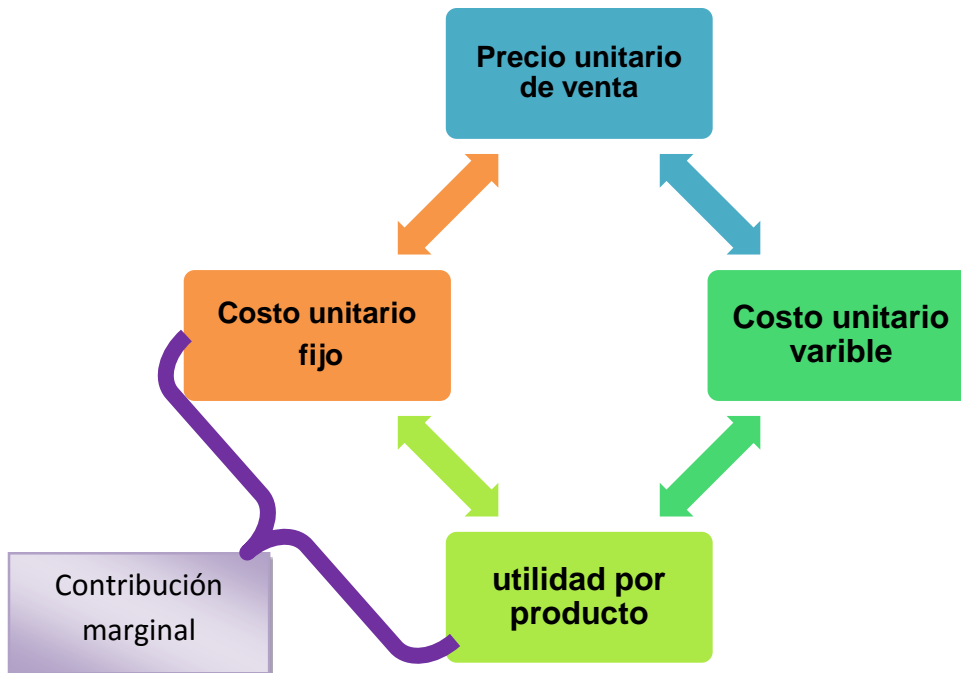 Precio unitario
de venta
Costo unitario
fijo
Costo unitario
varible
utilidad por
producto
Contribución
marginal